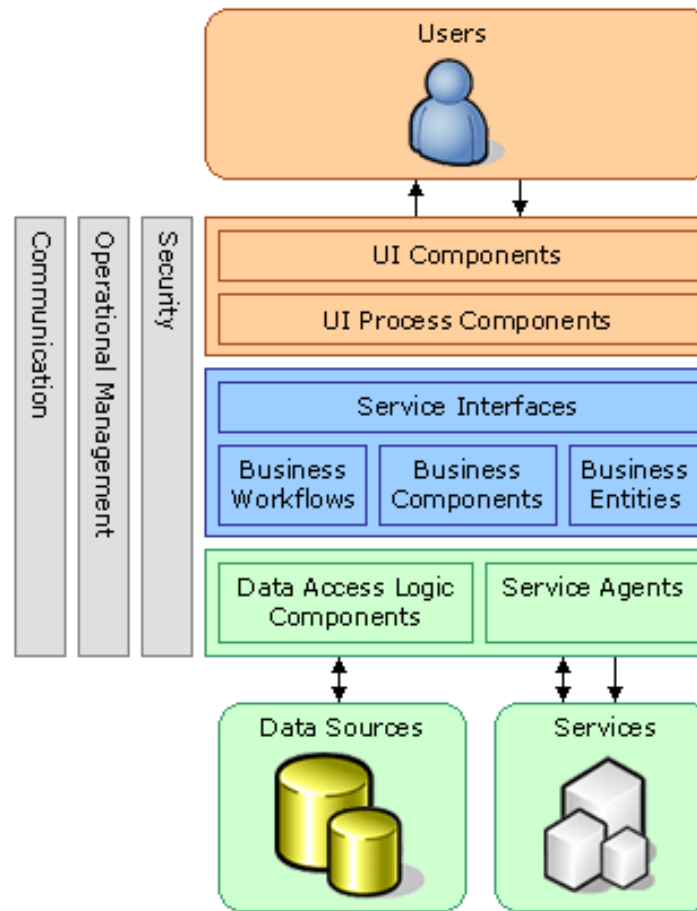 Users
Communication
Operational Management
Security
UI Components
UI Process Components
Service Interfaces
Business
Workflows
Business
Components
Business
Entities
Data Access Logic
Components
Service Agents
Data Sources
Services